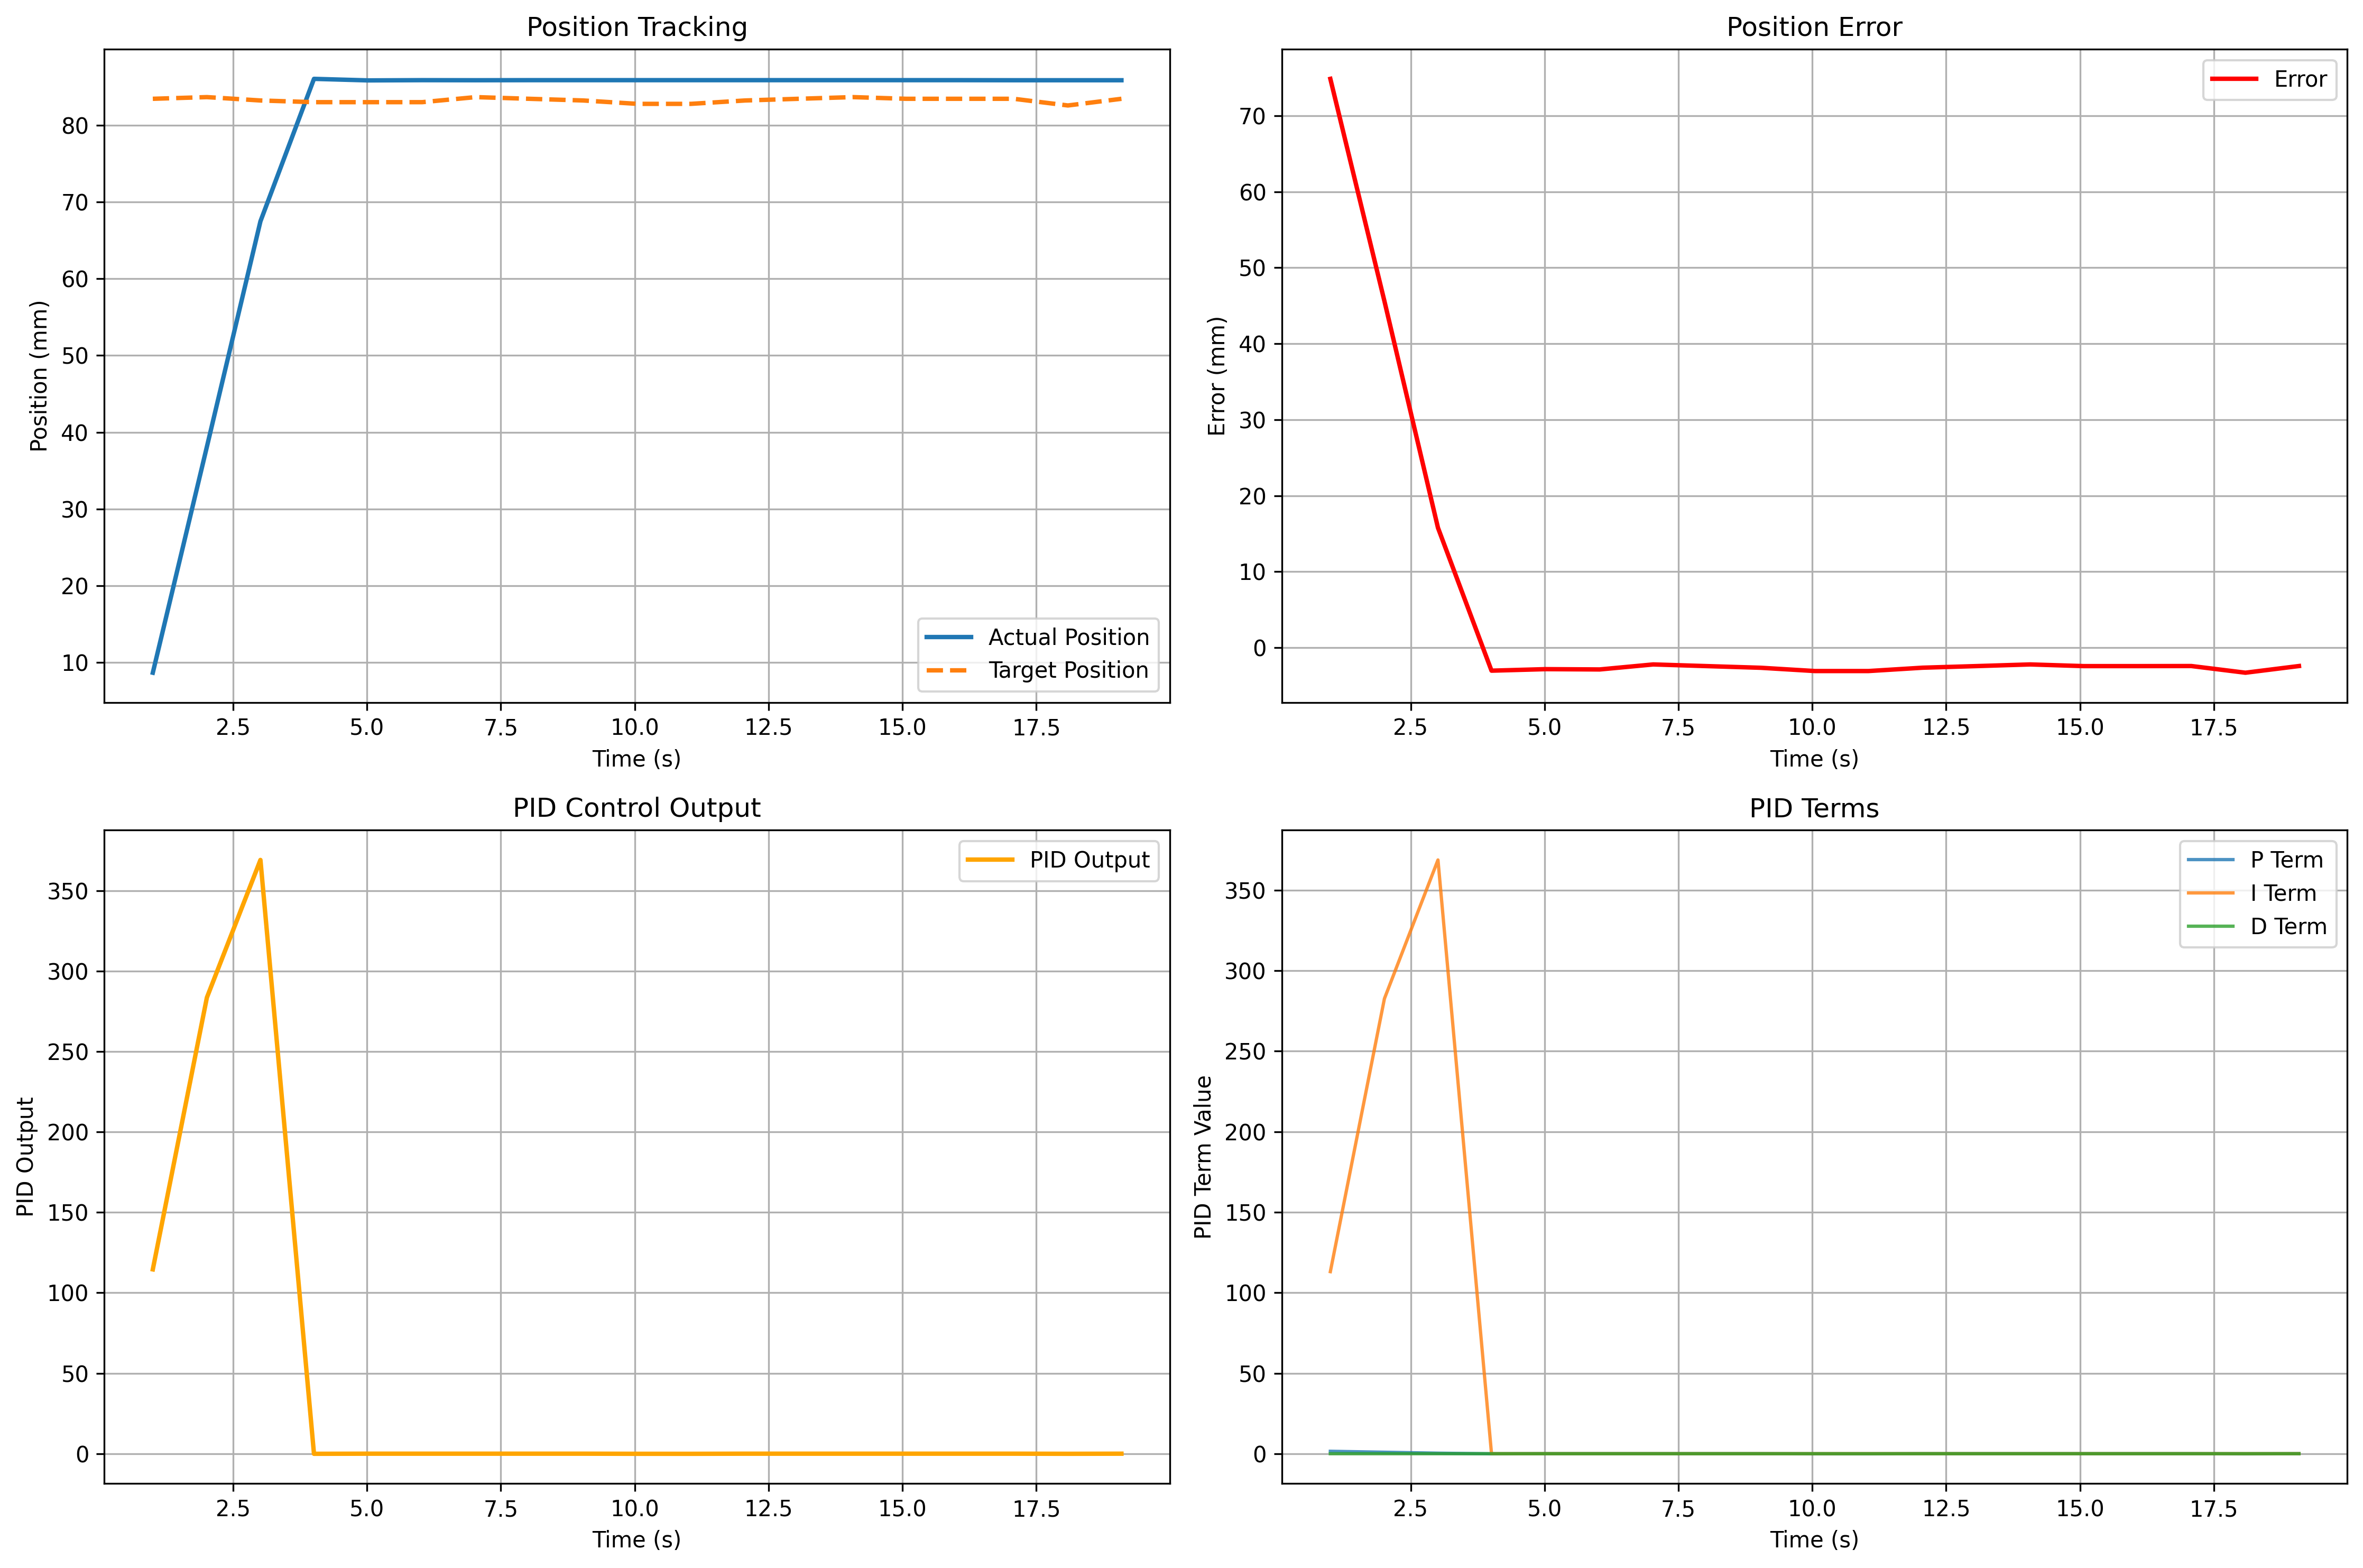 Position Tracking
Position (mm)
80
70
60
50
40
30
20
10
Actual Position
Target Position
2.5 5.0 7.5 10.0 12.5 15.0 17.5
Time (s)
Position Error
Error (mm)
70
60
50
40
30
20
10
0
Error
2.5 5.0 7.5 10.0 12.5 15.0 17.5
Time (s)
PID Control Output
PID Output
350
300
250
200
150
100
50
0
PID Output
2.5 5.0 7.5 10.0 12.5 15.0 17.5
Time (s)
PID Terms
PID Term Value
350
300
250
200
150
100
50
0
P Term
I Term
D Term
2.5 5.0 7.5 10.0 12.5 15.0 17.5
Time (s)